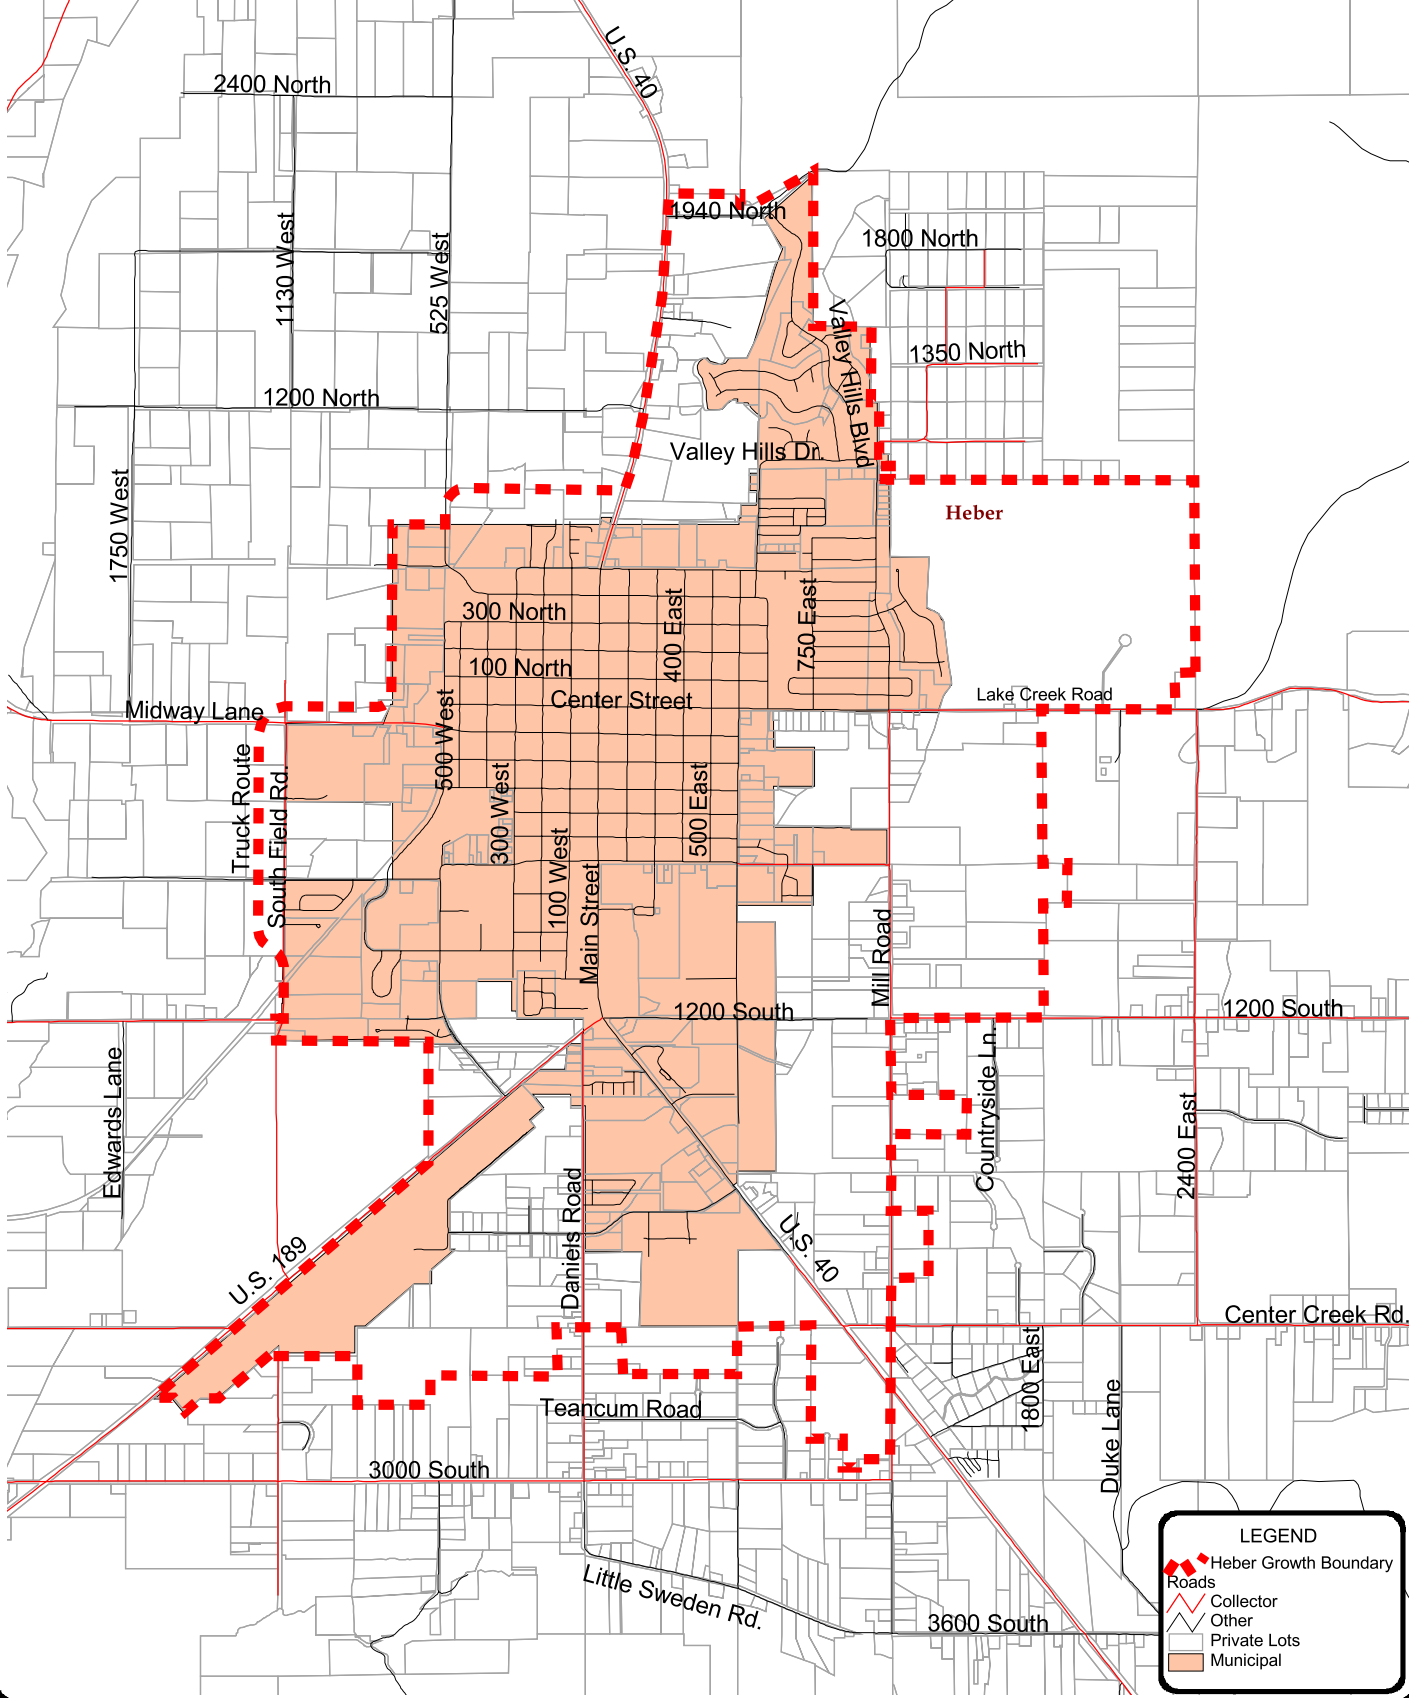 U.S. 40
2400 North
1940 North
1130 West
525 West
1800 North
Valley Hills Blvd
1350 North
1200 North
Valley Hills Dr.
1750 West
Heber
300 North
400 East
750 East
100 North
Center Street
Lake Creek Road
Midway Lane
500 West
Truck Route
South Field Rd.
300 West
500 East
100 West
Main Street
Mill Road
1200 South
1200 South
Edwards Lane
Countryside Ln.
2400 East
Daniels Road
U.S. 189
U.S. 40
Center Creek Rd.
1800 East
Duke Lane
Teancum Road
3000 South
Little Sweden Rd.
3600 South
LEGEND
Heber Growth Boundary
Roads
Collector
Other
Private Lots
Municipal